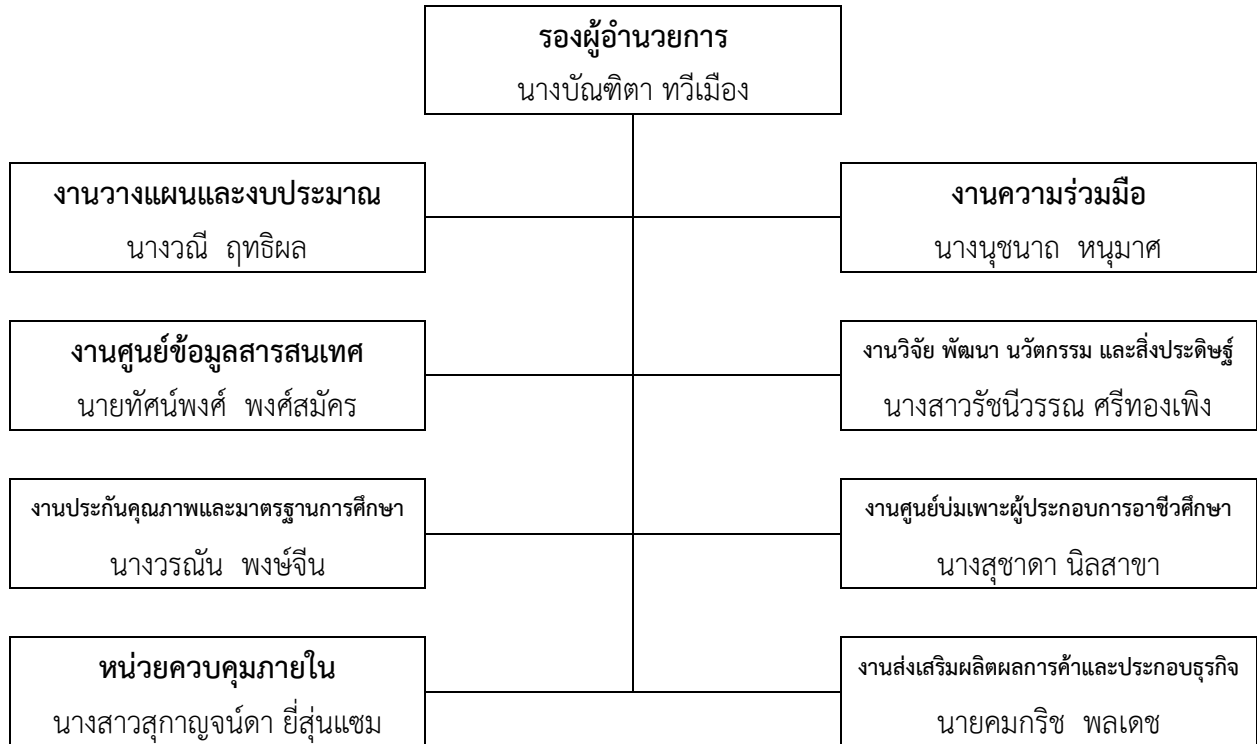 รองผู้อำนวยการ
นางบัณฑิตา ทวีเมือง
งานวางแผนและงบประมาณ
นางวณี ฤทธิผล
งานความร่วมมือ
นางนุชนาถ หนุมาศ
งานศูนย์ข้อมูลสารสนเทศ
นายทัศน์พงศ์ พงศ์สมัคร
งานวิจัย พัฒนา นวัตกรรม และสิ่งประดิษฐ์
นางสาวรัชนีวรรณ ศรีทองเพิง
งานประกันคุณภาพและมาตรฐานการศึกษา
นางวรณัน พงษ์จีน
งานศูนย์บ่มเพาะผู้ประกอบการอาชีวศึกษา
นางสุชาดา นิลสาขา
หน่วยควบคุมภายใน
นางสาวสุกาญจน์ดา ยี่สุ่นแซม
งานส่งเสริมผลิตผลการค้าและประกอบธุรกิจ
นายคมกริช พลเดช